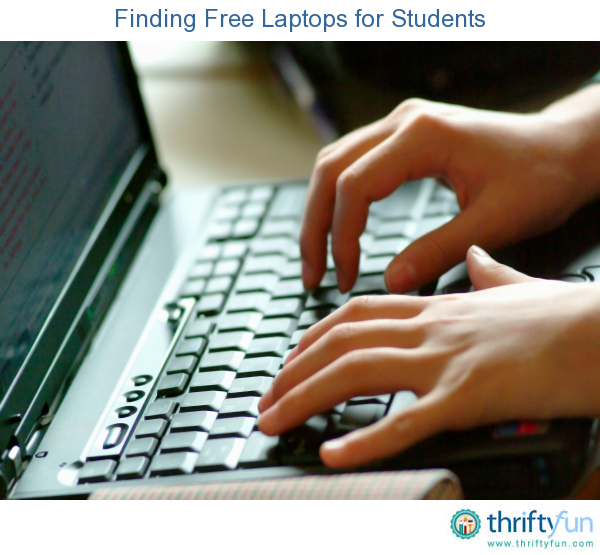 Finding Free Laptops for Students
thriftyfun
www.thriftyfun.com